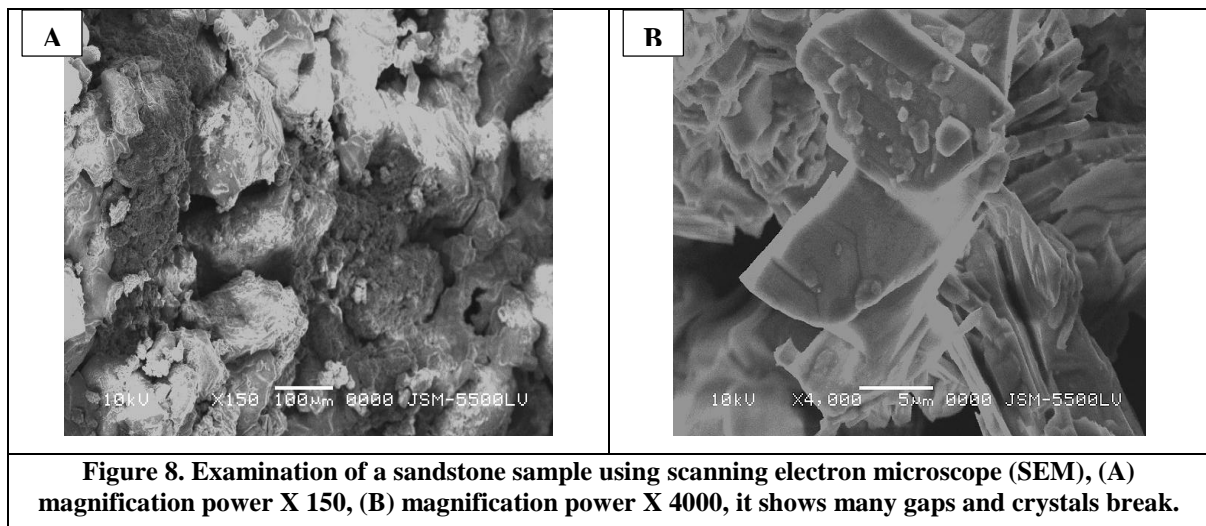 A
B
10kV X150 100µm 0000 JSM-5500LV
10kV X4,000 5µm 0000 JSM-5500LV
Figure 8. Examination of a sandstone sample using scanning electron microscope (SEM), (A)
magnification power X 150, (B) magnification power X 4000, it shows many gaps and crystals break.